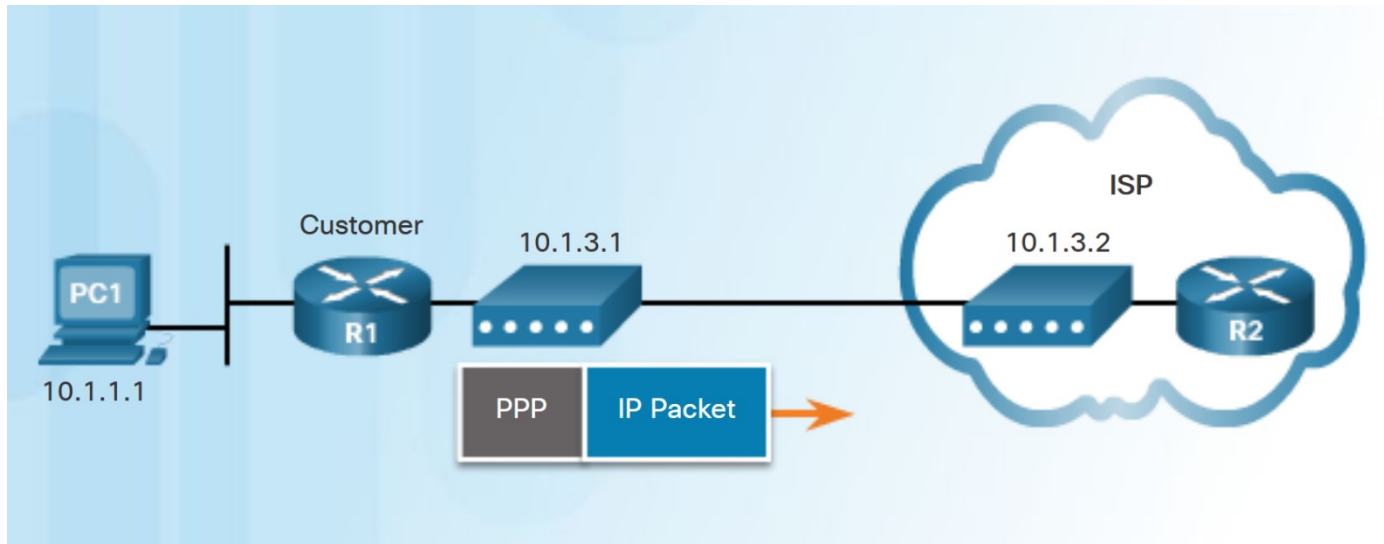 ISP
Customer
10.1.3.1
10.1.3.2
PC1
R1
R2
10.1.1.1
PPP
IP Packet